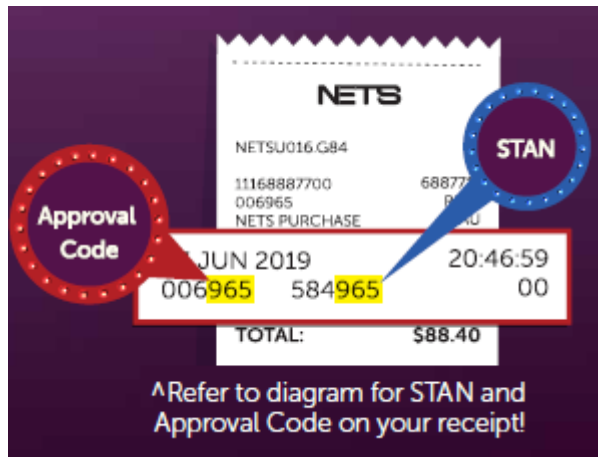 NETS
NETSU016.G84
STAN
11168887700
006965
NETS PURCHASE
Approval
Code
JUN 2019 20:46:59
006965 584965 00
TOTAL: $88.40
^Refer to diagram for STAN and
Approval Code on your receipt!